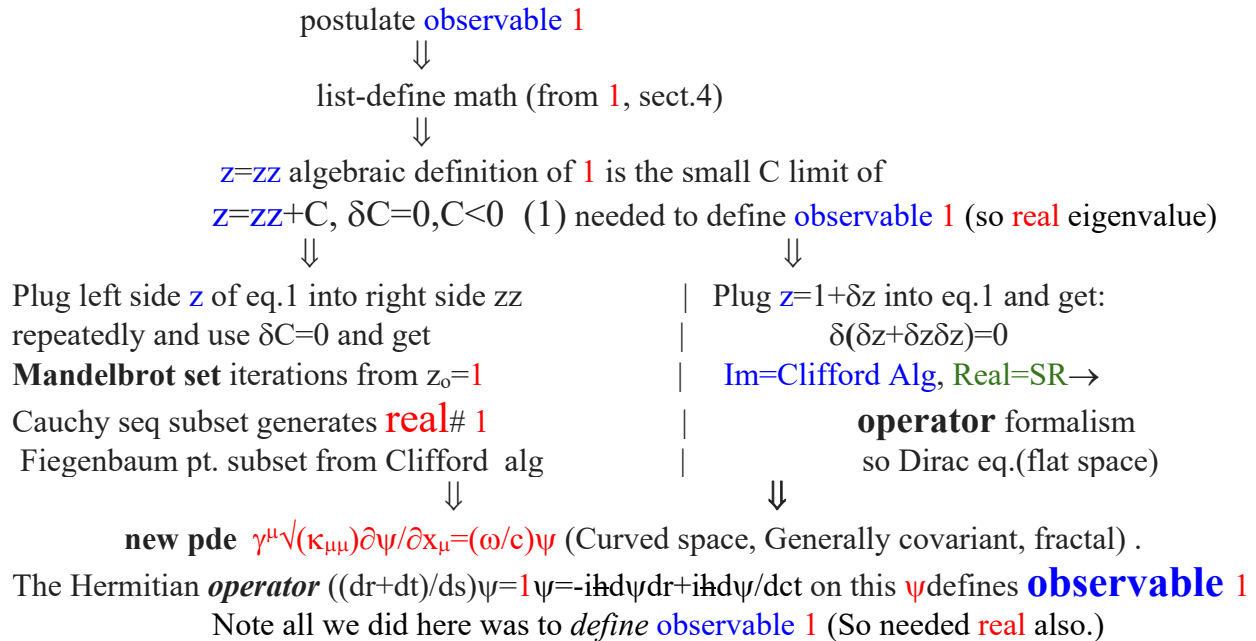 postulate observable 1
⇓
list-define math (from 1, sect.4)
⇓
z=zz algebraic definition of 1 is the small C limit of
z=zz+C, δC=0,C<0 (1) needed to define observable 1 (so real eigenvalue)
⇓ ⇓
Plug left side z of eq.1 into right side zz | Plug z=1+δz into eq.1 and get:
repeatedly and use δC=0 and get | δ(δz+δzδz)=0
Mandelbrot set iterations from zₒ=1 | Im=Clifford Alg, Real=SR→
Cauchy seq subset generates real# 1 | operator formalism
Fiegenbaum pt. subset from Clifford alg | so Dirac eq.(flat space)
⇓ ⇓
new pde γ^μ√(κ_μμ)∂ψ/∂x_μ=(ω/c)ψ (Curved space, Generally covariant, fractal) .
The Hermitian operator ((dr+dt)/ds)ψ=1ψ=-iħdψdr+iħdψ/dct on this ψdefines observable 1
Note all we did here was to define observable 1 (So needed real also.)